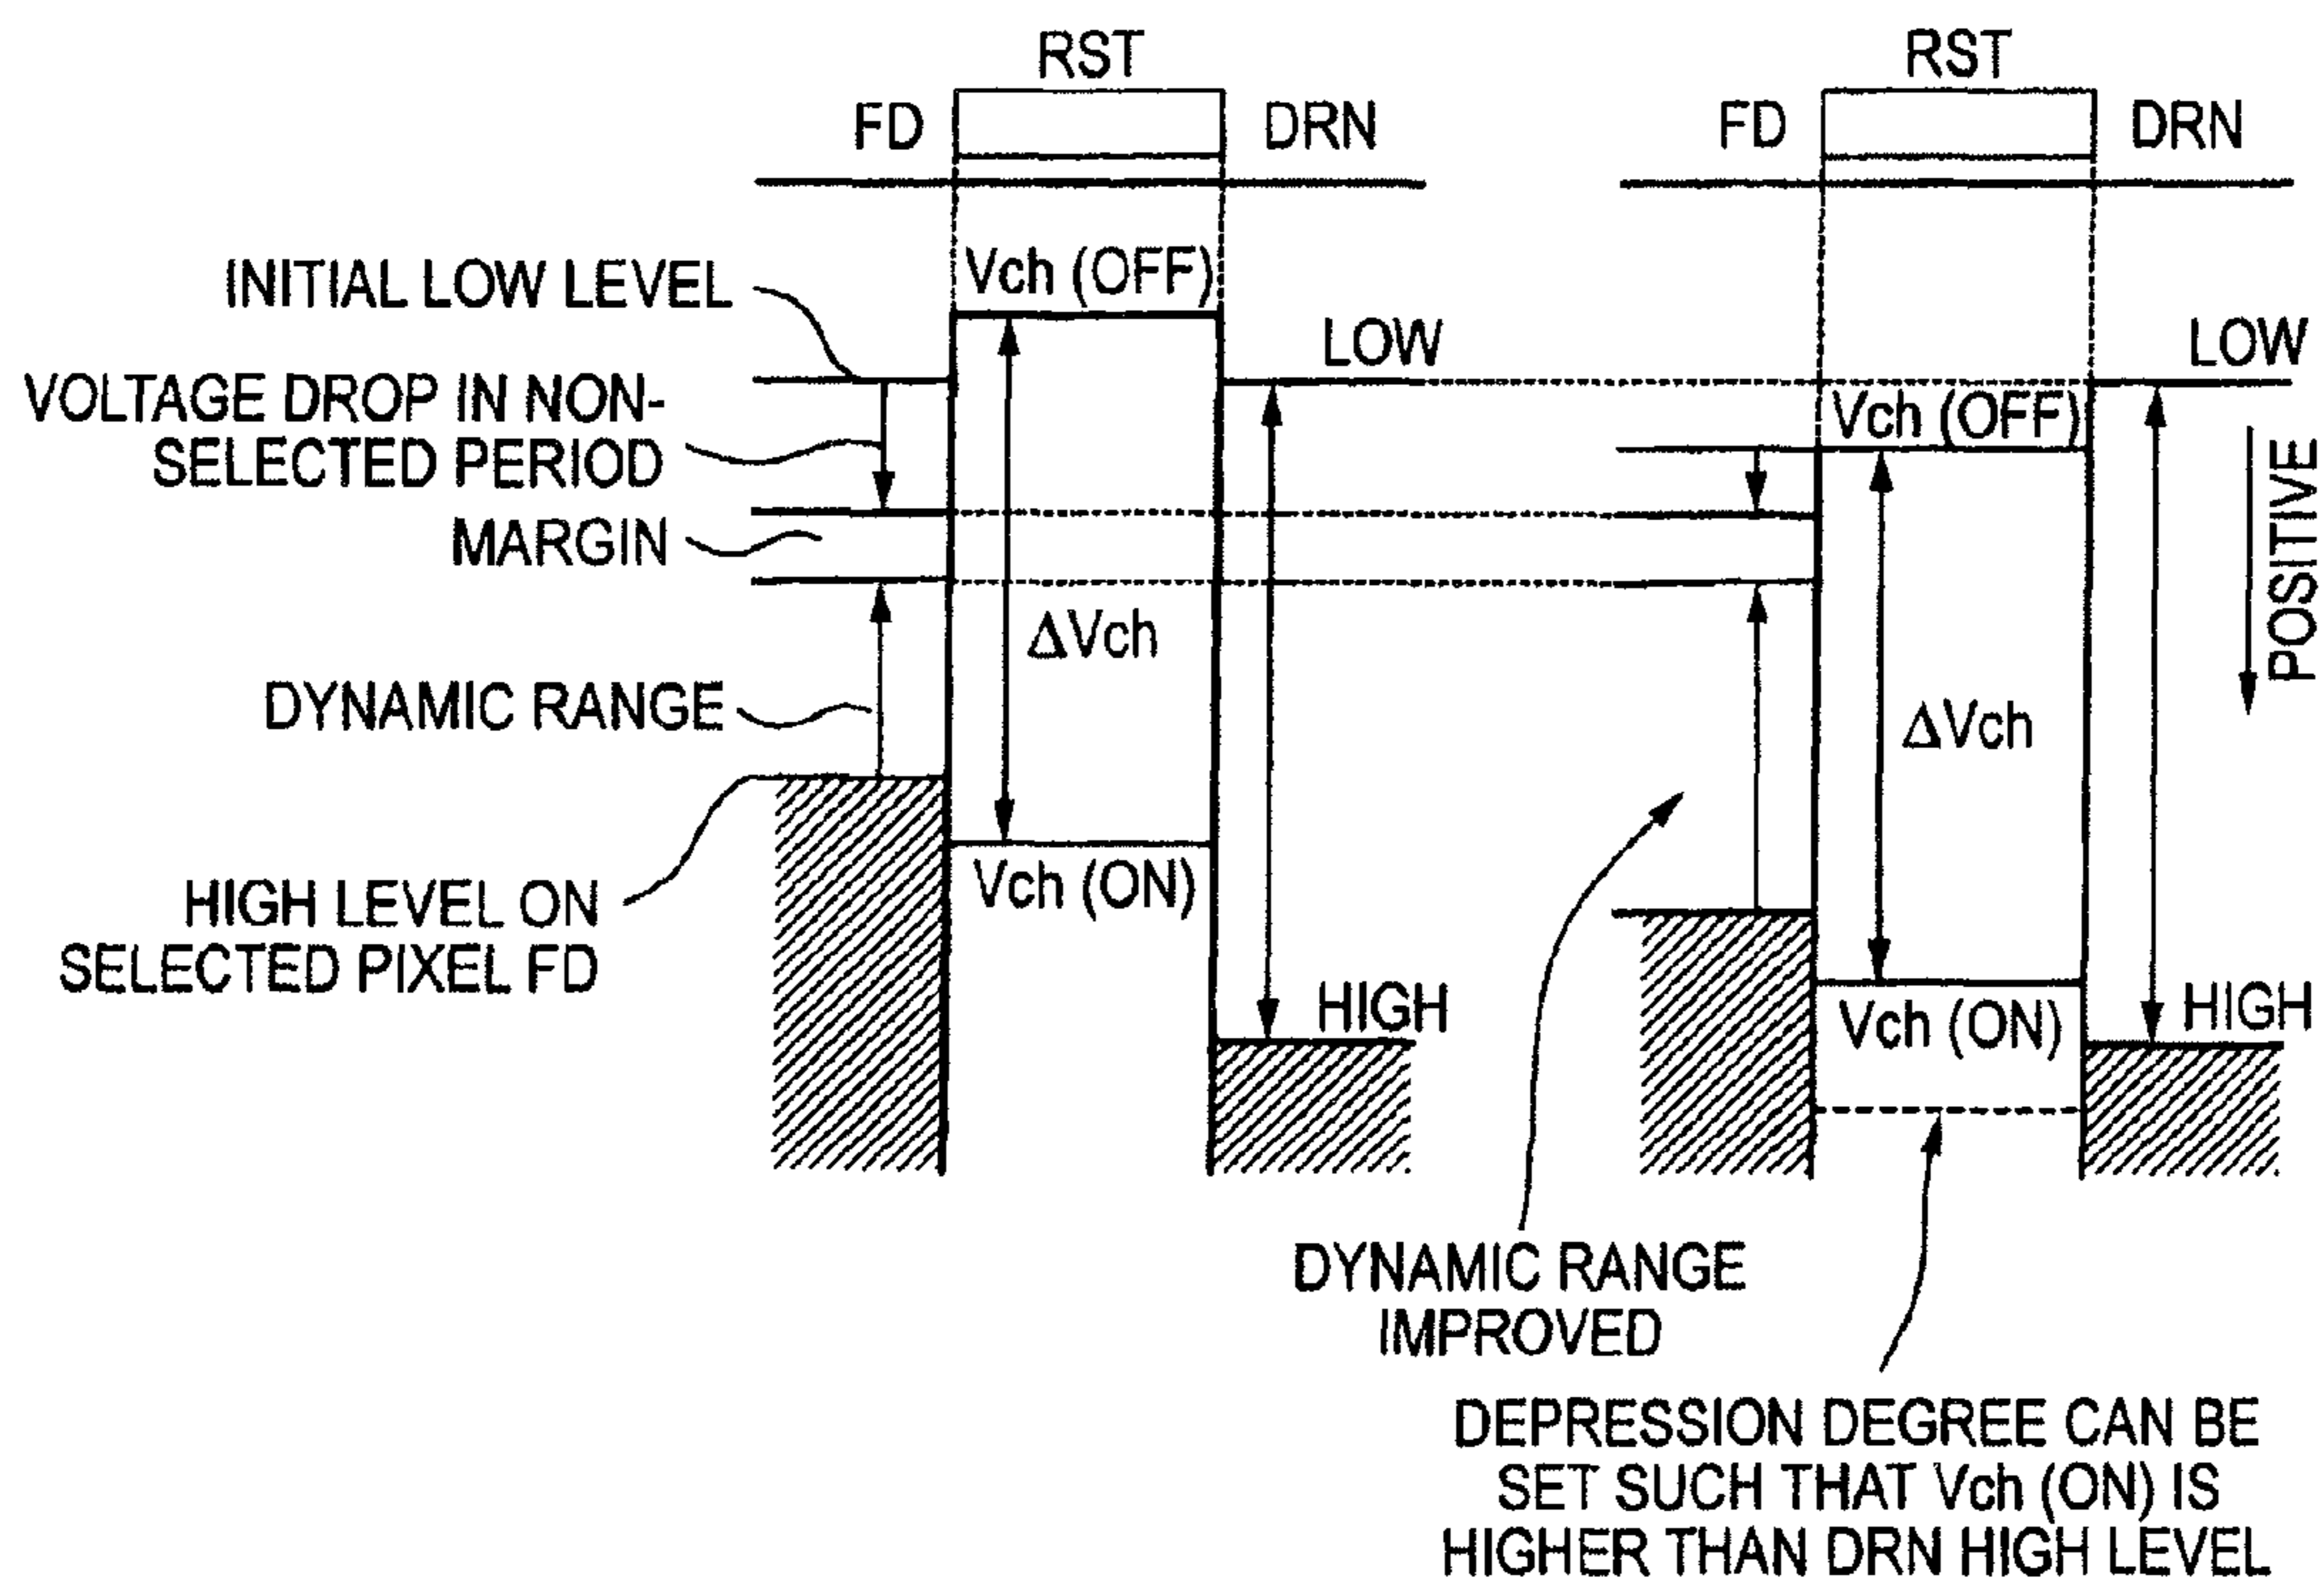 RST
FD
DRN
INITIAL LOW LEVEL
Vch (OFF)
LOW
VOLTAGE DROP IN NON-
SELECTED PERIOD
MARGIN
ΔVch
DYNAMIC RANGE
HIGH LEVEL ON
SELECTED PIXEL FD
Vch (ON)
HIGH
RST
FD
DRN
LOW
Vch (OFF)
POSITIVE
ΔVch
HIGH
Vch (ON)
DYNAMIC RANGE
IMPROVED
DEPRESSION DEGREE CAN BE
SET SUCH THAT Vch (ON) IS
HIGHER THAN DRN HIGH LEVEL